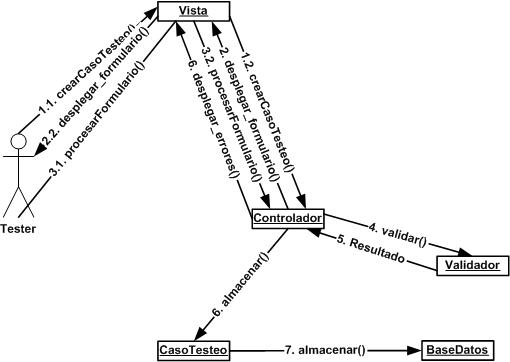 Vista
1.1. crearCasoTesteo()
2.2. desplegar_formulario()
3.1. procesarFormulario()
6. desplegar_errores()
3.2. procesarFormulario()
2. desplegar_formulario()
1.2. crearCasoTesteo()
Tester
Controlador
4. validar()
5. Resultado
Validador
6. almacenar()
CasoTesteo
7. almacenar()
BaseDatos